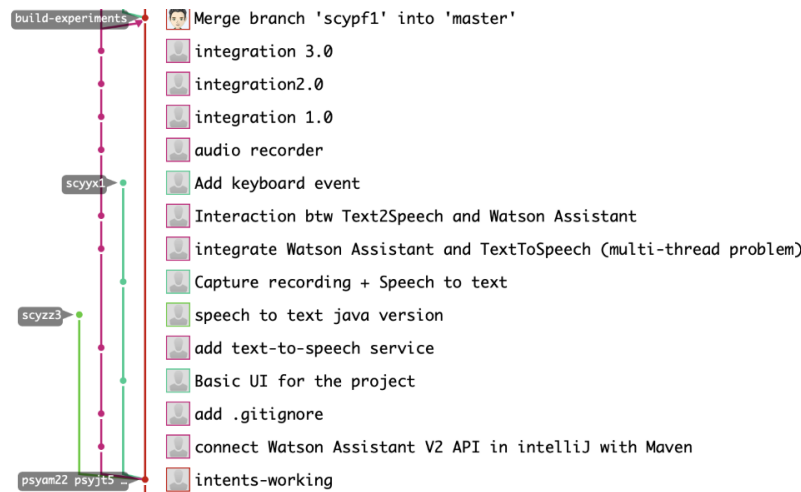 build-experiments … Merge branch 'scypf1' into 'master'
integration 3.0
integration2.0
integration 1.0
audio recorder
scyyx1 Add keyboard event
Interaction btw Text2Speech and Watson Assistant
integrate Watson Assistant and TextToSpeech (multi-thread problem)
Capture recording + Speech to text
scyzz3 speech to text java version
add text-to-speech service
Basic UI for the project
add .gitignore
connect Watson Assistant V2 API in intelliJ with Maven
psyam22 psyjt5 … intents-working